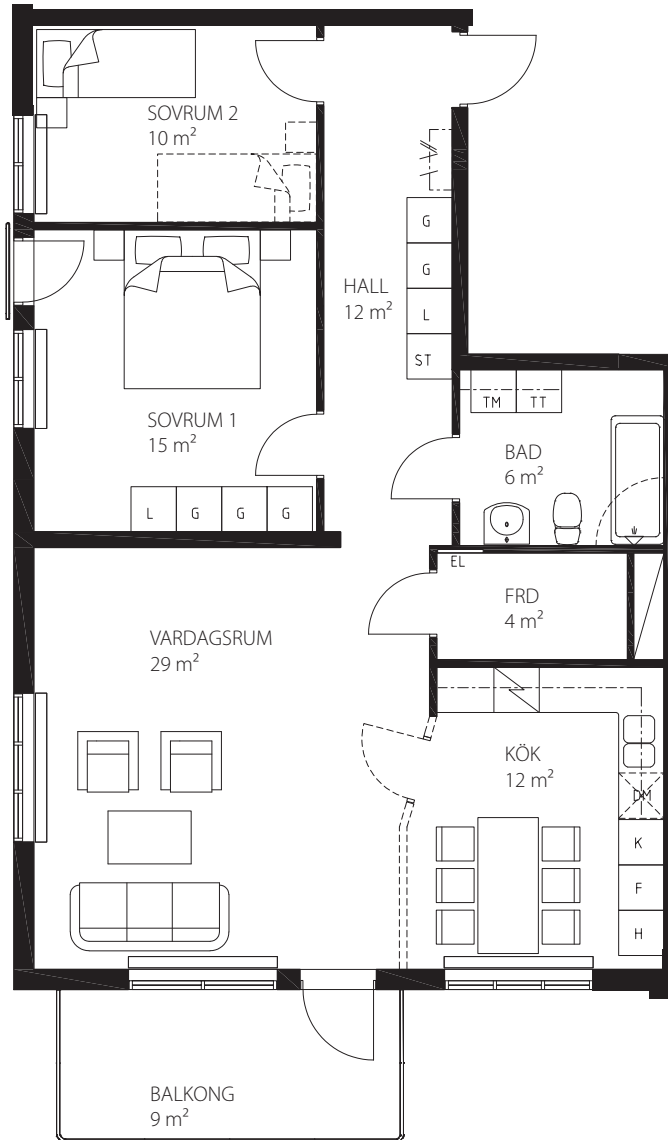 SOVRUM 2
10 m²
G
G
L
ST
HALL
12 m²
SOVRUM 1
15 m²
L G G G
TM TT
BAD
6 m²
EL
FRD
4 m²
VARDAGSRUM
29 m²
KÖK
12 m²
DM
K
F
H
BALKONG
9 m²